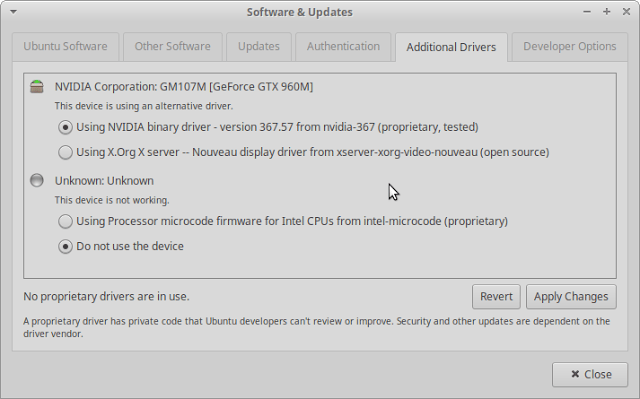 Software & Updates
Ubuntu Software
Other Software
Updates
Authentication
Additional Drivers
Developer Options
NVIDIA Corporation: GM107M [GeForce GTX 960M]
This device is using an alternative driver.
Using NVIDIA binary driver - version 367.57 from nvidia-367 (proprietary, tested)
Using X.Org X server -- Nouveau display driver from xserver-xorg-video-nouveau (open source)
Unknown: Unknown
This device is not working.
Using Processor microcode firmware for Intel CPUs from intel-microcode (proprietary)
Do not use the device
No proprietary drivers are in use.
Revert
Apply Changes
A proprietary driver has private code that Ubuntu developers can't review or improve. Security and other updates are dependent on the
driver vendor.
Close